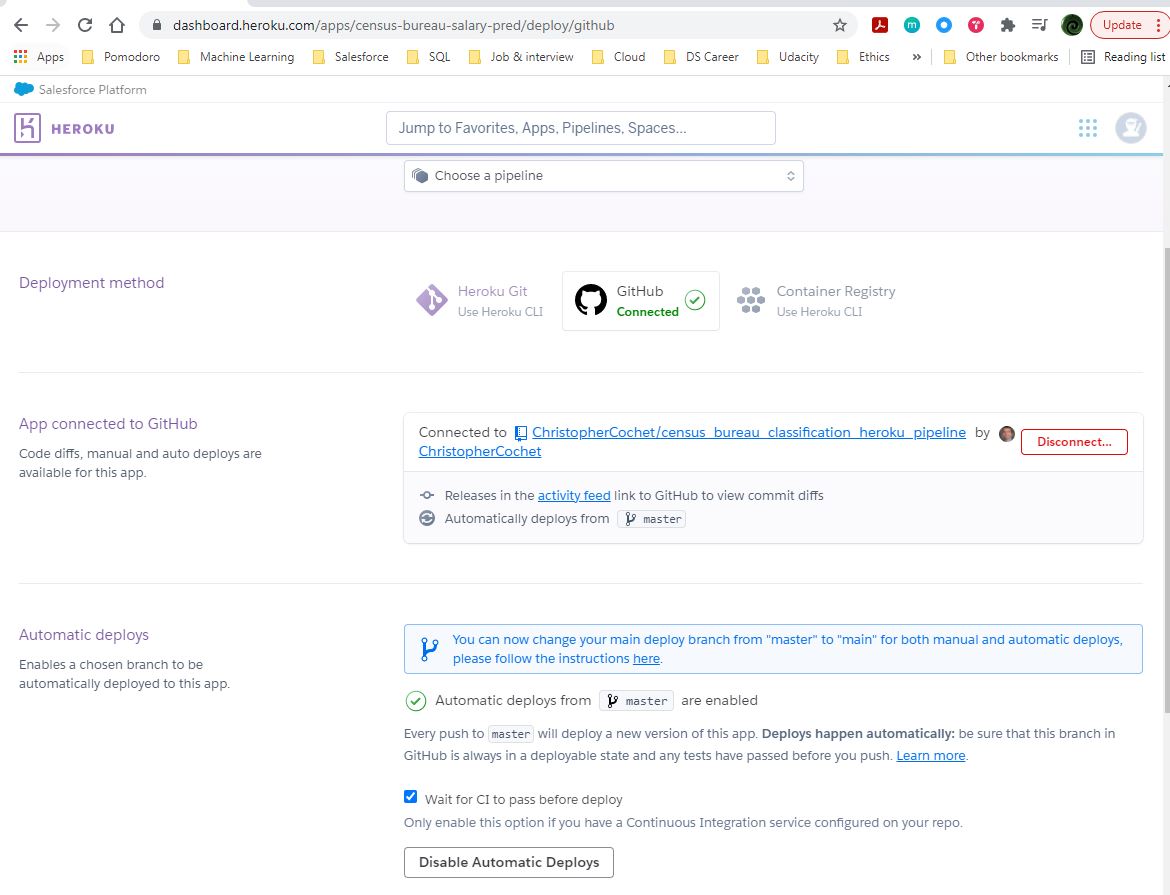 dashboard.heroku.com/apps/census-bureau-salary-pred/deploy/github
Update
Apps Pomodoro Machine Learning Salesforce SQL Job & interview Cloud DS Career Udacity Ethics » Other bookmarks Reading list
Salesforce Platform
HEROKU
Jump to Favorites, Apps, Pipelines, Spaces...
Choose a pipeline
Deployment method
Heroku Git
Use Heroku CLI
GitHub
Connected
Container Registry
Use Heroku CLI
App connected to GitHub
Code diffs, manual and auto deploys are
available for this app.
Connected to ChristopherCochet/census_bureau_classification_heroku_pipeline by
ChristopherCochet
Disconnect...
Releases in the activity feed link to GitHub to view commit diffs
Automatically deploys from master
Automatic deploys
Enables a chosen branch to be
automatically deployed to this app.
You can now change your main deploy branch from "master" to "main" for both manual and automatic deploys,
please follow the instructions here.
Automatic deploys from master are enabled
Every push to master will deploy a new version of this app. Deploys happen automatically: be sure that this branch in
GitHub is always in a deployable state and any tests have passed before you push. Learn more.
Wait for CI to pass before deploy
Only enable this option if you have a Continuous Integration service configured on your repo.
Disable Automatic Deploys